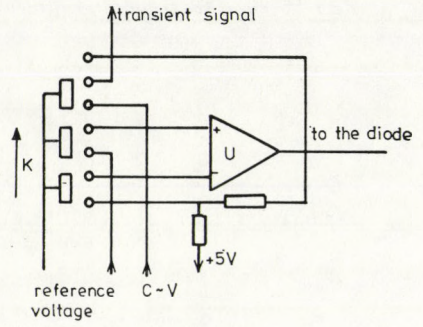 transient signal
K
+
U
-
to the diode
+5V
reference
voltage
C~V